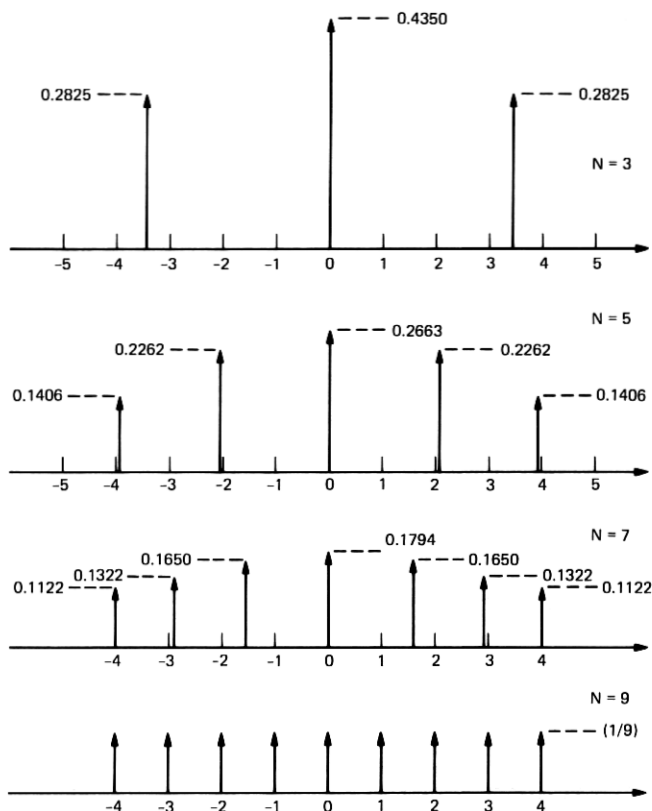 0.4350
0.2825 0.2825
N = 3
-5 -4 -3 -2 -1 0 1 2 3 4 5
N = 5
0.2262 0.2663 0.2262
0.1406 0.1406
-5 -4 -3 -2 -1 0 1 2 3 4 5
N = 7
0.1794
0.1650 0.1650
0.1322 0.1322
0.1122 0.1122
-4 -3 -2 -1 0 1 2 3 4
N = 9
(1/9)
-4 -3 -2 -1 0 1 2 3 4